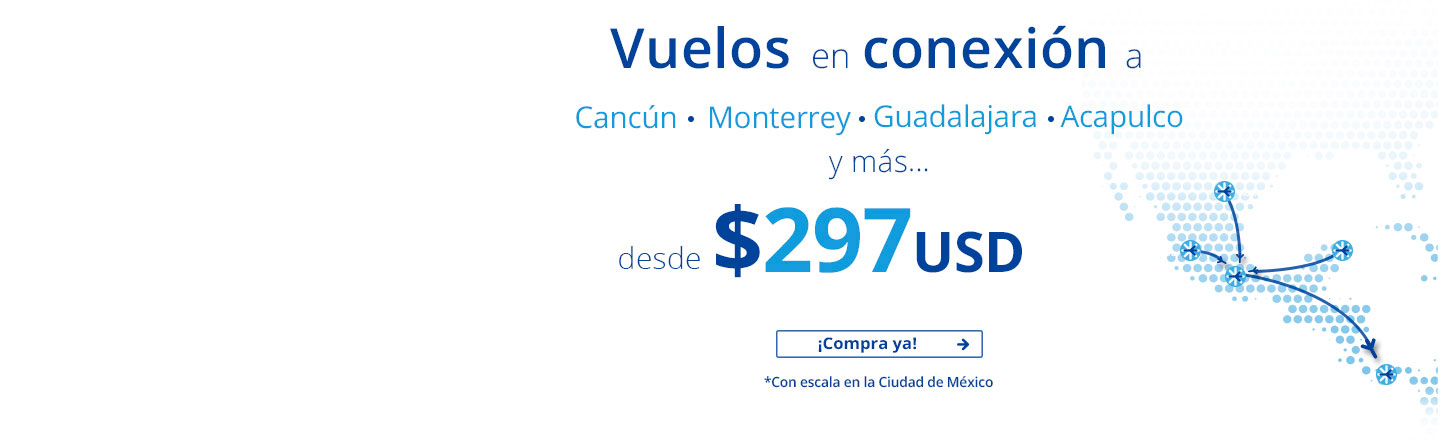 Vuelos en conexión a
Cancún • Monterrey • Guadalajara • Acapulco
y más...
desde $297USD
¡Compra ya!
*Con escala en la Ciudad de México